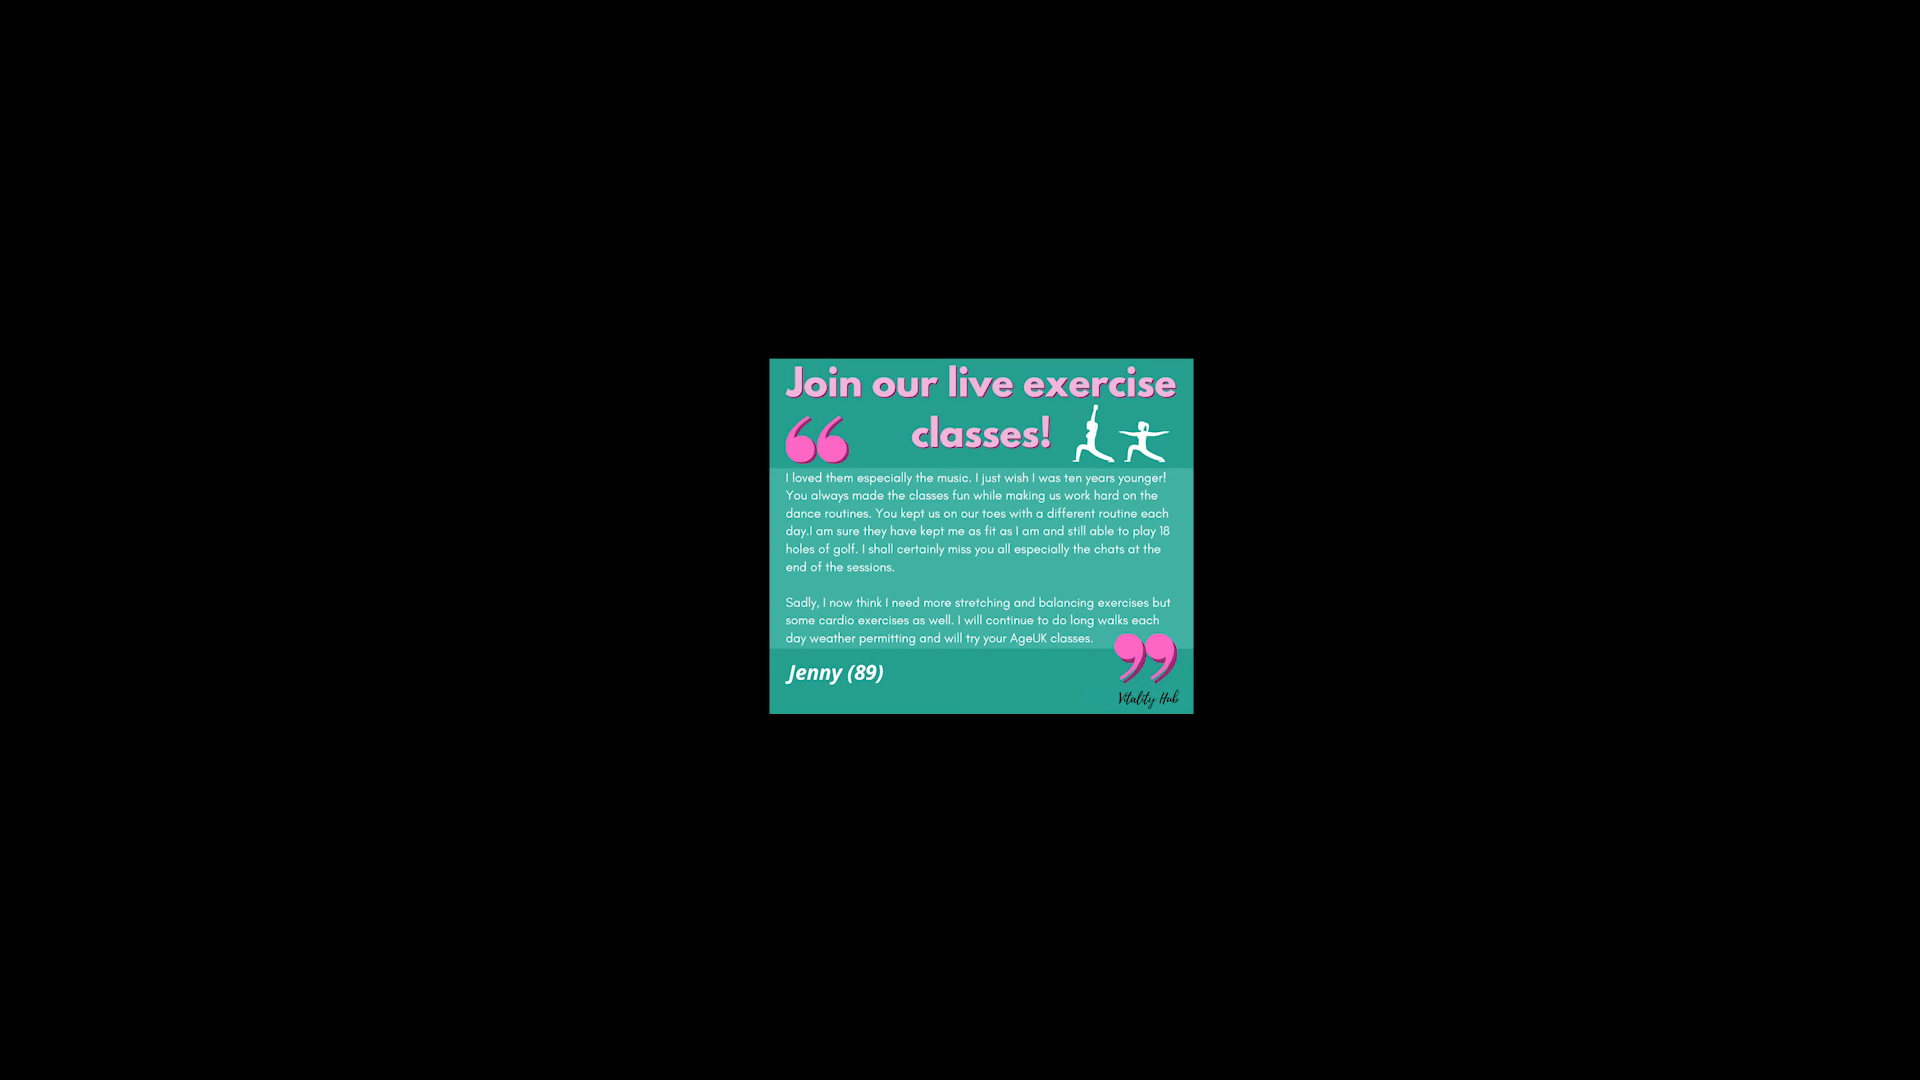 Join our live exercise
classes!
I loved them especially the music. I just wish I was ten years younger!
You always made the classes fun while making us work hard on the
dance routines. You kept us on our toes with a different routine each
day.I am sure they have kept me as fit as I am and still able to play 18
holes of golf. I shall certainly miss you all especially the chats at the
end of the sessions.
Sadly, I now think I need more stretching and balancing exercises but
some cardio exercises as well. I will continue to do long walks each
day weather permitting and will try your AgeUK classes.
Jenny (89)
Vitality Hub